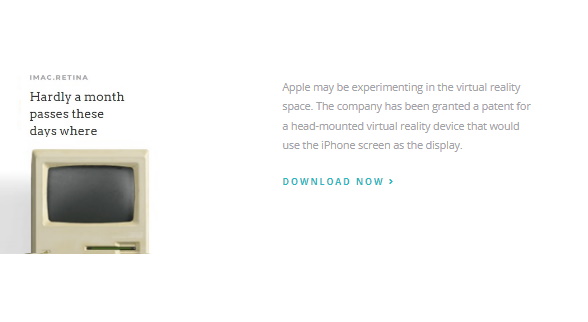 IMAC.RETINA
Hardly a month
passes these
days where
Apple may be experimenting in the virtual reality
space. The company has been granted a patent for
a head-mounted virtual reality device that would
use the iPhone screen as the display.
DOWNLOAD NOW ›